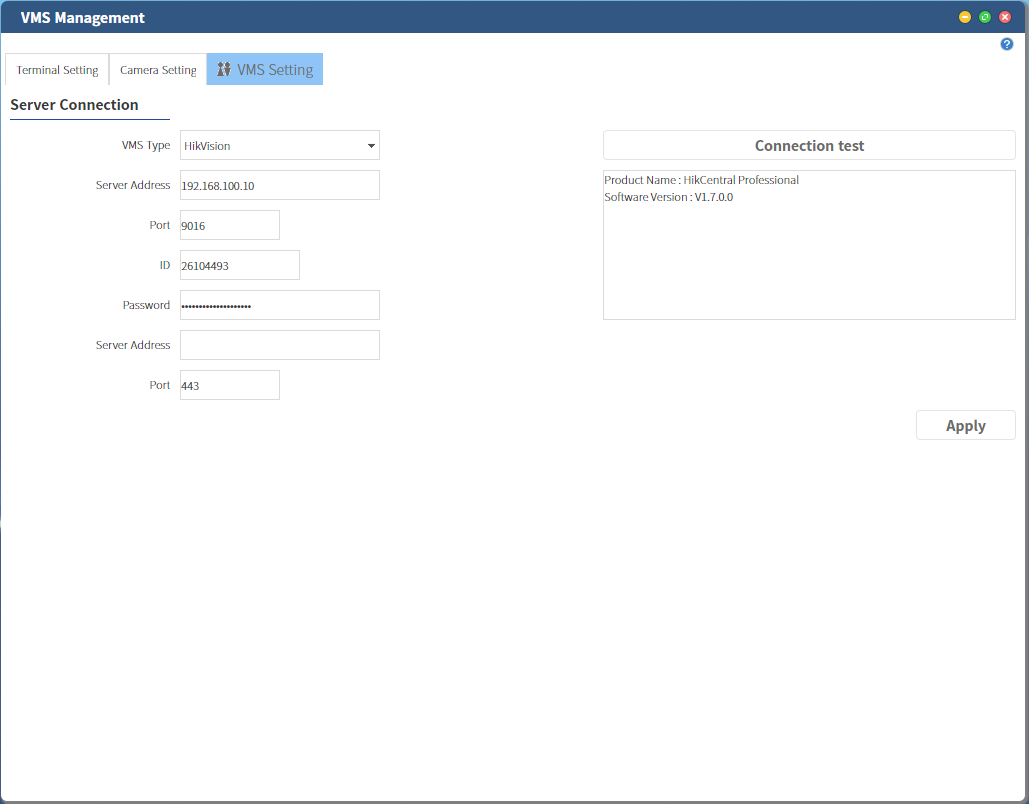 VMS Management
?
Terminal Setting
Camera Setting
VMS Setting
Server Connection
VMS Type
HikVision
Server Address
192.168.100.10
Port
9016
ID
26104493
Password
••••••••••••••••••••
Server Address
Port
443
Connection test
Product Name : HikCentral Professional
Software Version : V1.7.0.0
Apply